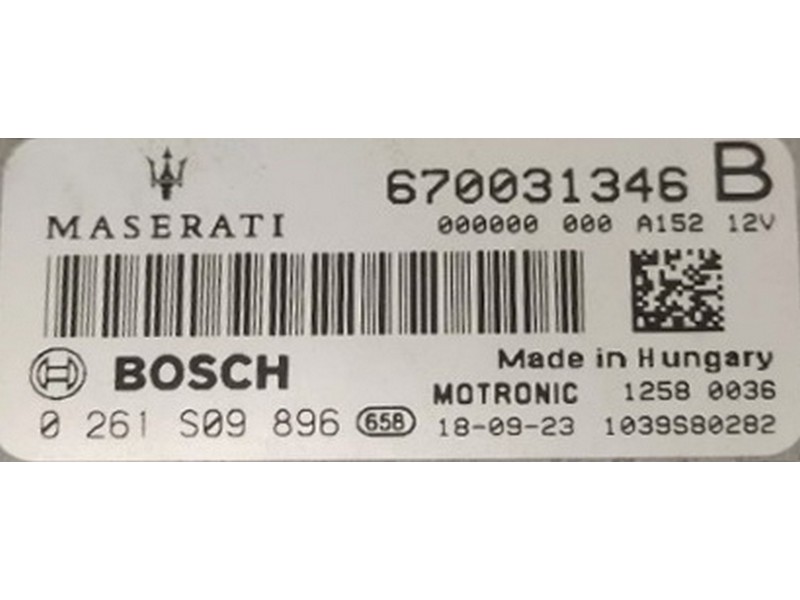 MASERATI
670031346 B
000000 000 A152 12V
BOSCH
Made in Hungary
MOTRONIC 1258 0036
0 261 S09 896 658 18-09-23 1039S80282